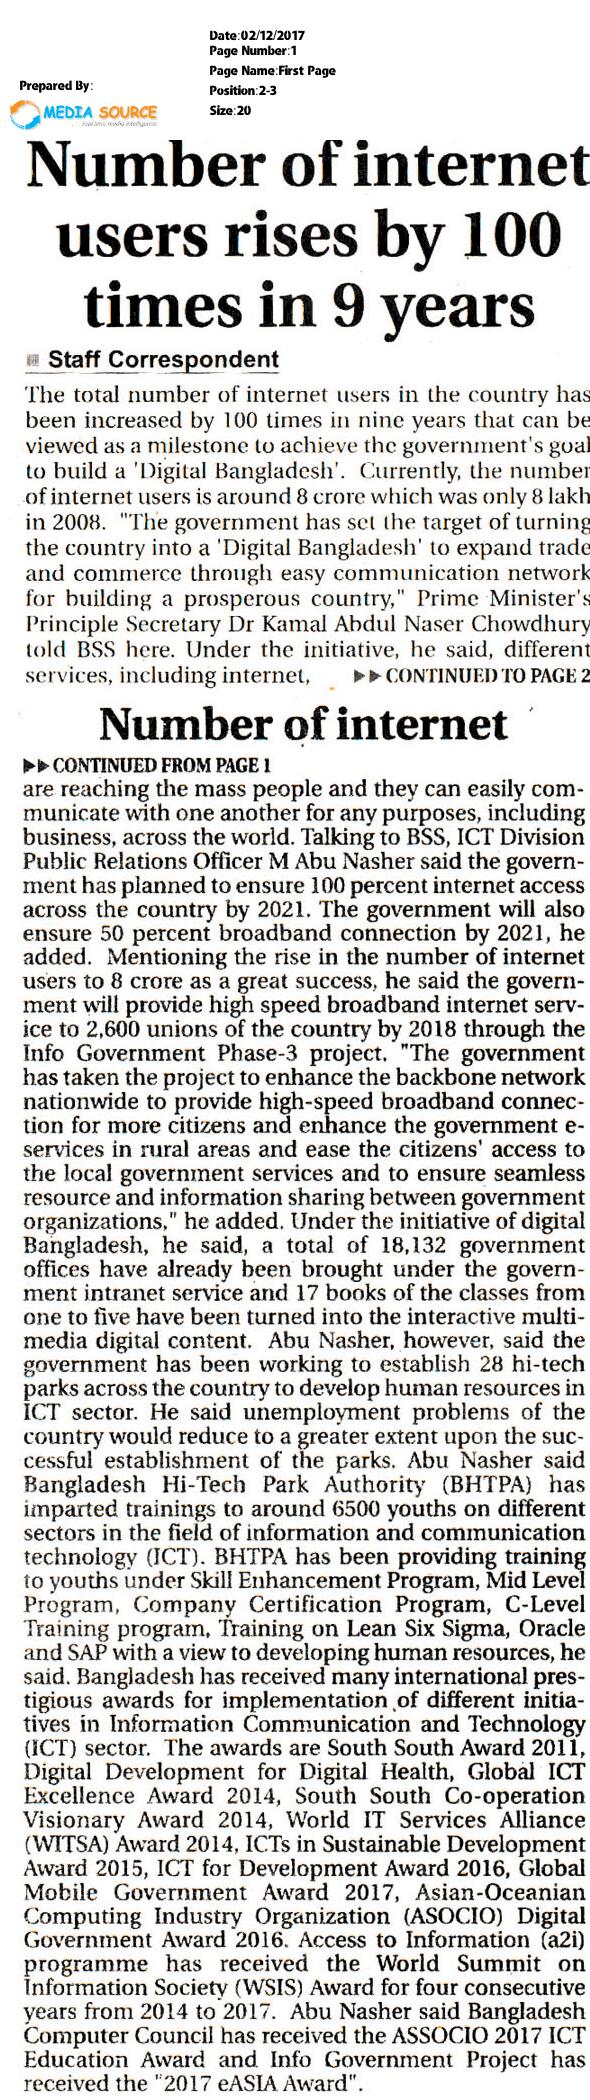 Date:02/12/2017
Page Number:1
Page Name:First Page
Position:2-3
Size:20
Prepared By:
MEDIA SOURCE
real time media intelligence
Number of internet
users rises by 100
times in 9 years
Staff Correspondent
The total number of internet users in the country has
been increased by 100 times in nine years that can be
viewed as a milestone to achieve the government's goal
to build a 'Digital Bangladesh'. Currently, the number
of internet users is around 8 crore which was only 8 lakh
in 2008. "The government has set the target of turning
the country into a 'Digital Bangladesh' to expand trade
and commerce through easy communication network
for building a prosperous country," Prime Minister's
Principle Secretary Dr Kamal Abdul Naser Chowdhury
told BSS here. Under the initiative, he said, different
services, including internet, ▶▶CONTINUED TO PAGE 2
Number of internet
▶▶CONTINUED FROM PAGE 1
are reaching the mass people and they can easily com-
municate with one another for any purposes, including
business, across the world. Talking to BSS, ICT Division
Public Relations Officer M Abu Nasher said the govern-
ment has planned to ensure 100 percent internet access
across the country by 2021. The government will also
ensure 50 percent broadband connection by 2021, he
added. Mentioning the rise in the number of internet
users to 8 crore as a great success, he said the govern-
ment will provide high speed broadband internet serv-
ice to 2,600 unions of the country by 2018 through the
Info Government Phase-3 project. "The government
has taken the project to enhance the backbone network
nationwide to provide high-speed broadband connec-
tion for more citizens and enhance the government e-
services in rural areas and ease the citizens' access to
the local government services and to ensure seamless
resource and information sharing between government
organizations," he added. Under the initiative of digital
Bangladesh, he said, a total of 18,132 government
offices have already been brought under the govern-
ment intranet service and 17 books of the classes from
one to five have been turned into the interactive multi-
media digital content. Abu Nasher, however, said the
government has been working to establish 28 hi-tech
parks across the country to develop human resources in
ICT sector. He said unemployment problems of the
country would reduce to a greater extent upon the suc-
cessful establishment of the parks. Abu Nasher said
Bangladesh Hi-Tech Park Authority (BHTPA) has
imparted trainings to around 6500 youths on different
sectors in the field of information and communication
technology (ICT). BHTPA has been providing training
to youths under Skill Enhancement Program, Mid Level
Program, Company Certification Program, C-Level
Training program, Training on Lean Six Sigma, Oracle
and SAP with a view to developing human resources, he
said. Bangladesh has received many international pres-
tigious awards for implementation of different initia-
tives in Information Communication and Technology
(ICT) sector. The awards are South South Award 2011,
Digital Development for Digital Health, Global ICT
Excellence Award 2014, South South Co-operation
Visionary Award 2014, World IT Services Alliance
(WITSA) Award 2014, ICTs in Sustainable Development
Award 2015, ICT for Development Award 2016, Global
Mobile Government Award 2017, Asian-Oceanian
Computing Industry Organization (ASOCIO) Digital
Government Award 2016. Access to Information (a2i)
programme has received the World Summit on
Information Society (WSIS) Award for four consecutive
years from 2014 to 2017. Abu Nasher said Bangladesh
Computer Council has received the ASSOCIO 2017 ICT
Education Award and Info Government Project has
received the "2017 eASIA Award".